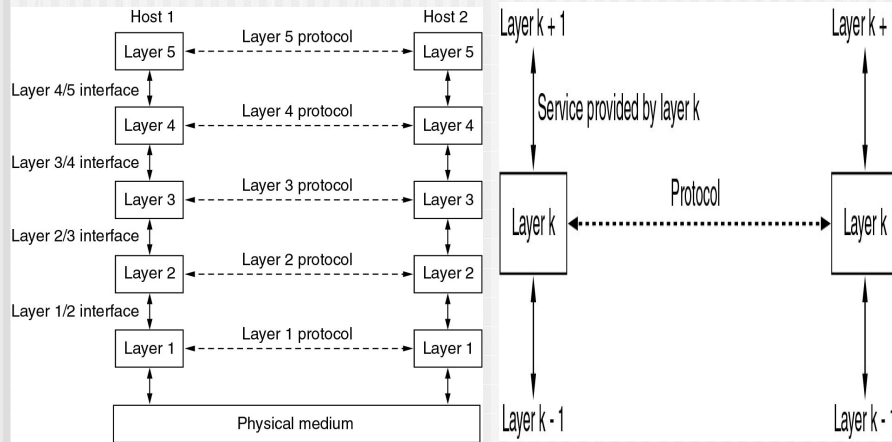 Host 1
Host 2
Layer 5
Layer 5 protocol
Layer 5
Layer 4/5 interface
Layer 4
Layer 4 protocol
Layer 4
Layer 3/4 interface
Layer 3
Layer 3 protocol
Layer 3
Layer 2/3 interface
Layer 2
Layer 2 protocol
Layer 2
Layer 1/2 interface
Layer 1
Layer 1 protocol
Layer 1
Physical medium
Layer k + 1
Layer k +
Service provided by layer k
Layer k
Protocol
Layer k
Layer k - 1
Layer k -